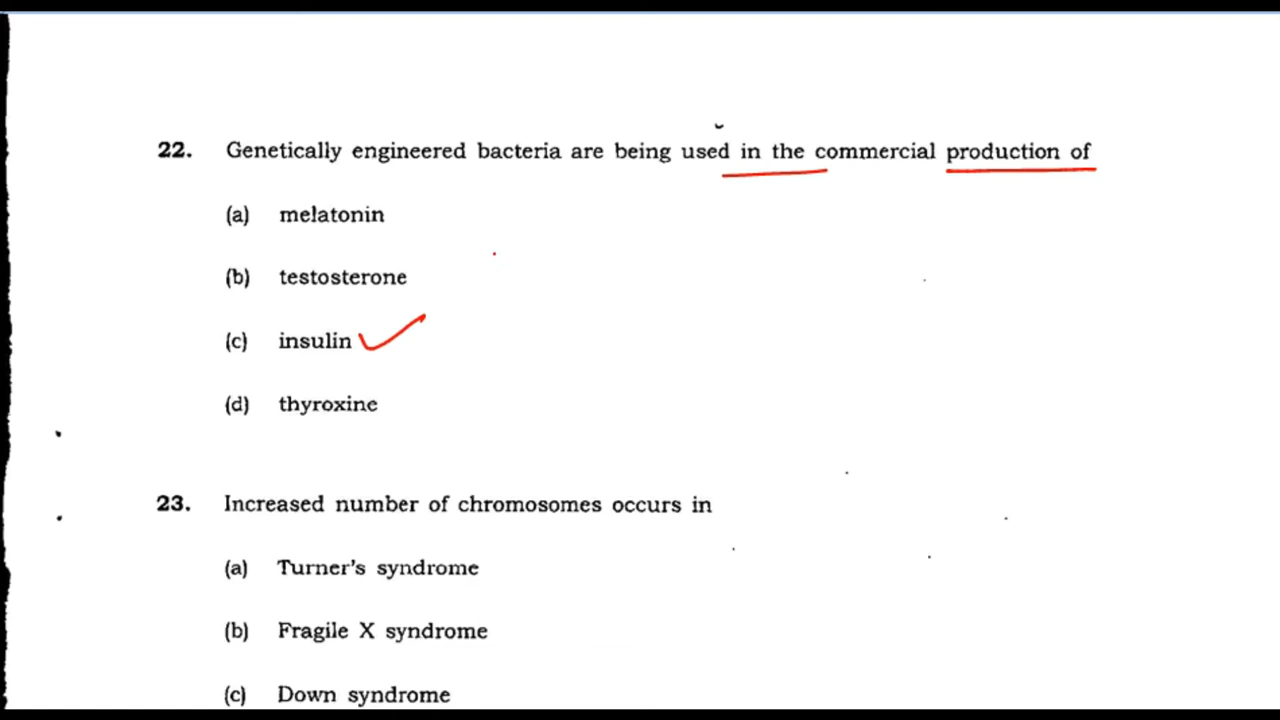 22. Genetically engineered bacteria are being used in the commercial production of
(a) melatonin
(b) testosterone
(c) insulin
(d) thyroxine
23. Increased number of chromosomes occurs in
(a) Turner's syndrome
(b) Fragile X syndrome
(c) Down syndrome